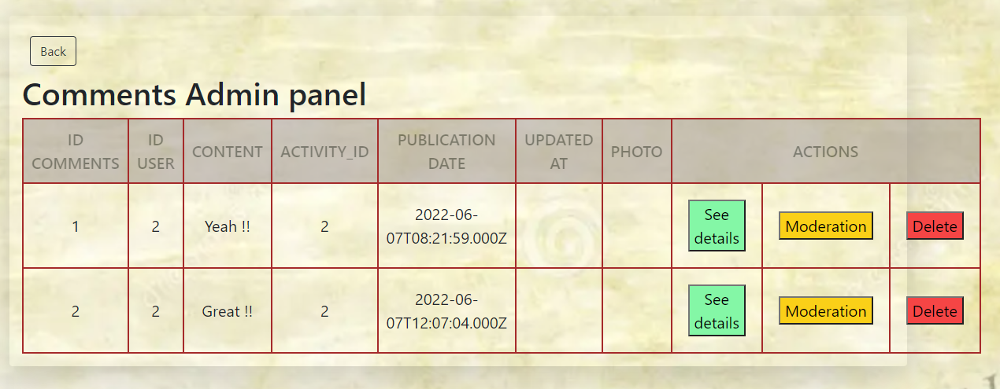 Back
Comments Admin panel
ID COMMENTS ID USER CONTENT ACTIVITY_ID PUBLICATION DATE UPDATED AT PHOTO ACTIONS
1 2 Yeah !! 2 2022-06-07T08:21:59.000Z See details Moderation Delete
2 2 Great !! 2 2022-06-07T12:07:04.000Z See details Moderation Delete